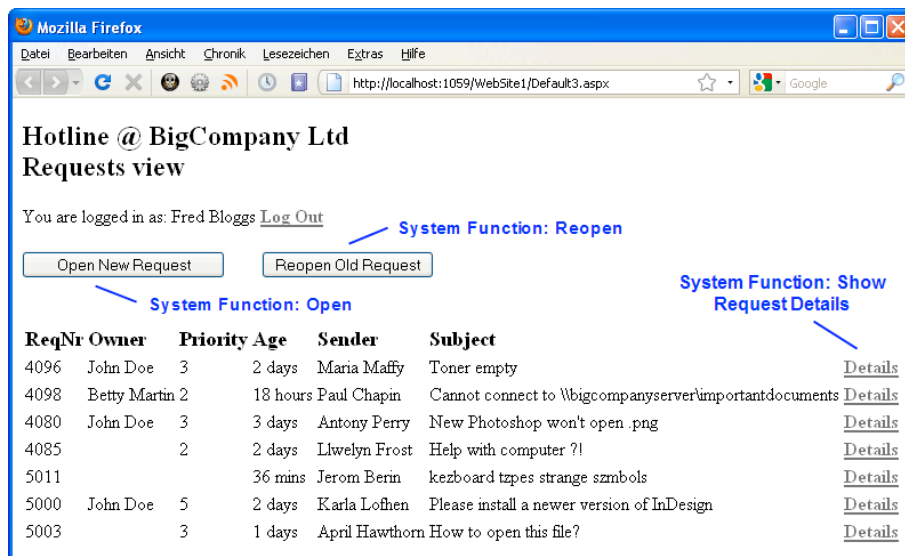 Mozilla Firefox
Datei Bearbeiten Ansicht Chronik Lesezeichen Extras Hilfe
http://localhost:1059/WebSite1/Default3.aspx Google
Hotline @ BigCompany Ltd
Requests view
You are logged in as: Fred Bloggs Log Out
System Function: Reopen
Open New Request Reopen Old Request
System Function: Show
Request Details
System Function: Open
ReqNr Owner Priority Age Sender Subject
4096 John Doe 3 2 days Maria Maffy Toner empty Details
4098 Betty Martin 2 18 hours Paul Chapin Cannot connect to \\bigcompanyserver\importantdocuments Details
4080 John Doe 3 3 days Antony Perry New Photoshop won't open .png Details
4085 2 2 days Llwelyn Frost Help with computer ?! Details
5011 36 mins Jerom Berin kezboard tzpes strange szmbols Details
5000 John Doe 5 2 days Karla Lofhen Please install a newer version of InDesign Details
5003 3 1 days April Hawthorn How to open this file? Details